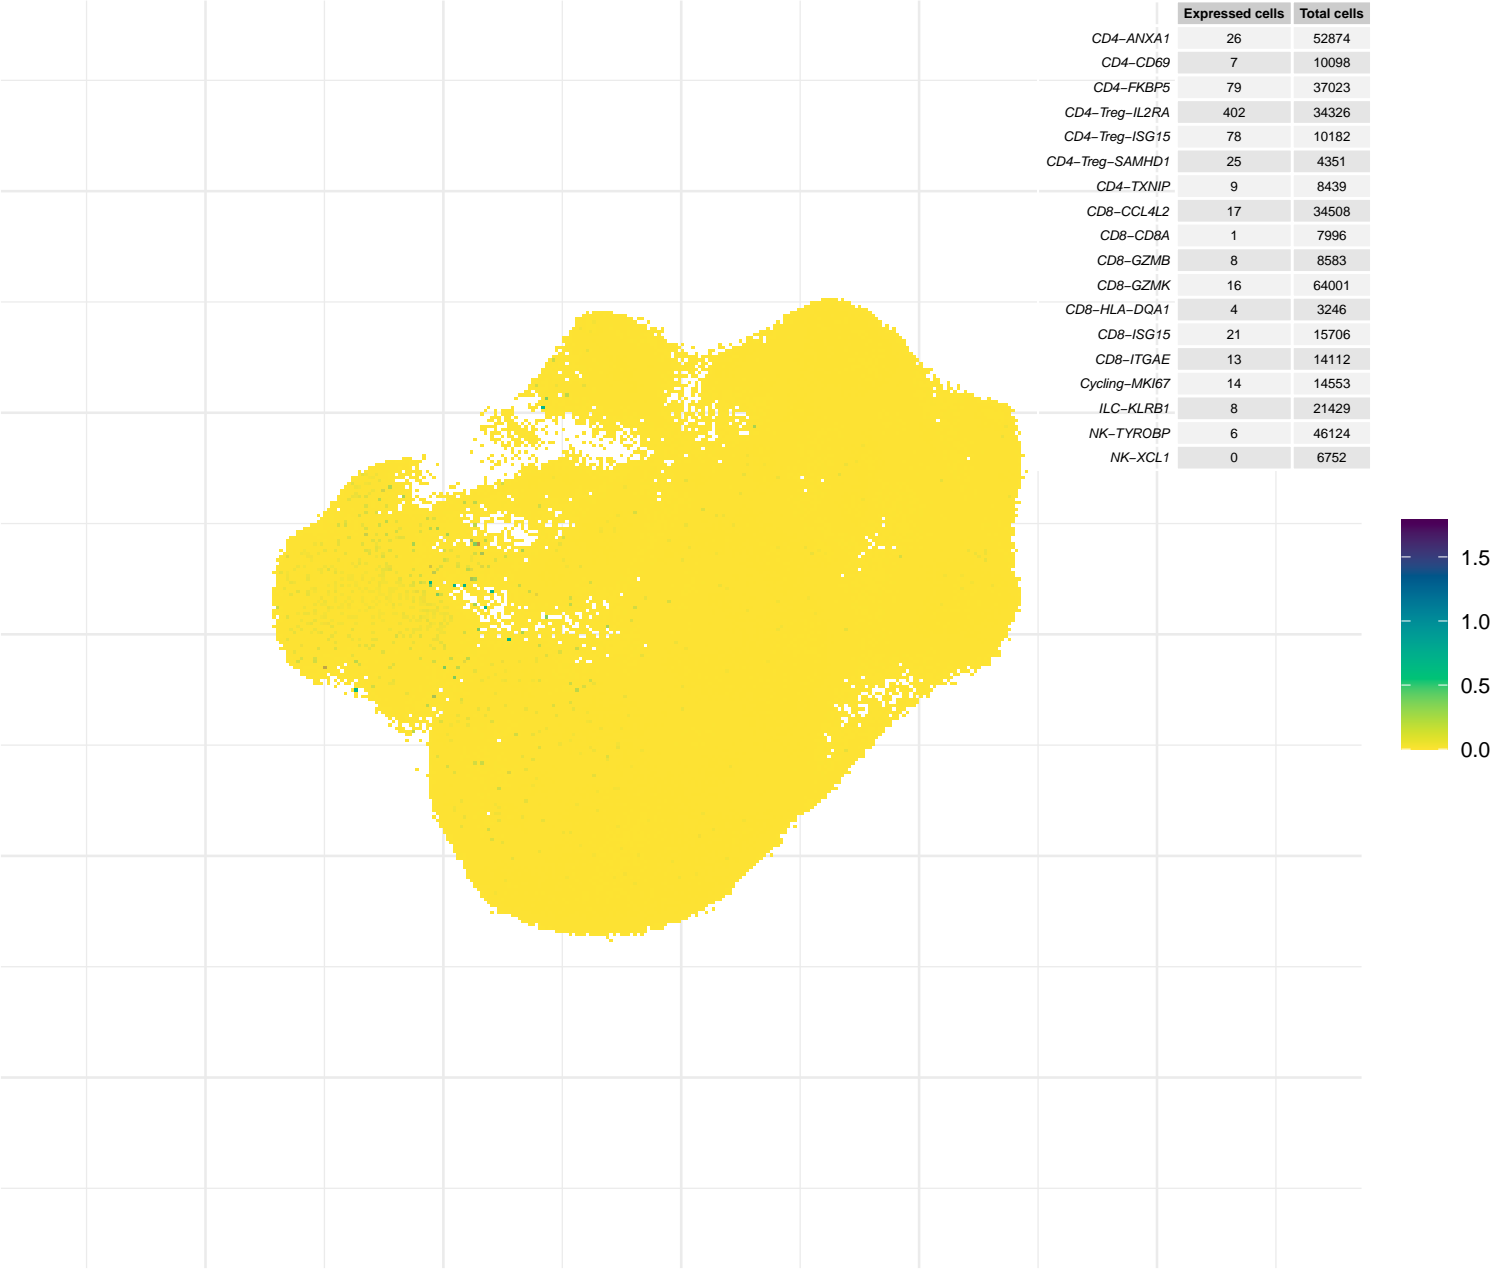 Expressed cells Total cells
CD4−ANXA1 26 52874
CD4−CD69 7 10098
CD4−FKBP5 79 37023
CD4−Treg−IL2RA 402 34326
CD4−Treg−ISG15 78 10182
CD4−Treg−SAMHD1 25 4351
CD4−TXNIP 9 8439
CD8−CCL4L2 17 34508
CD8−CD8A 1 7996
CD8−GZMB 8 8583
CD8−GZMK 16 64001
CD8−HLA−DQA1 4 3246
CD8−ISG15 21 15706
CD8−ITGAE 13 14112
Cycling−MKI67 14 14553
ILC−KLRB1 8 21429
NK−TYROBP 6 46124
NK−XCL1 0 6752
1.5
1.0
0.5
0.0